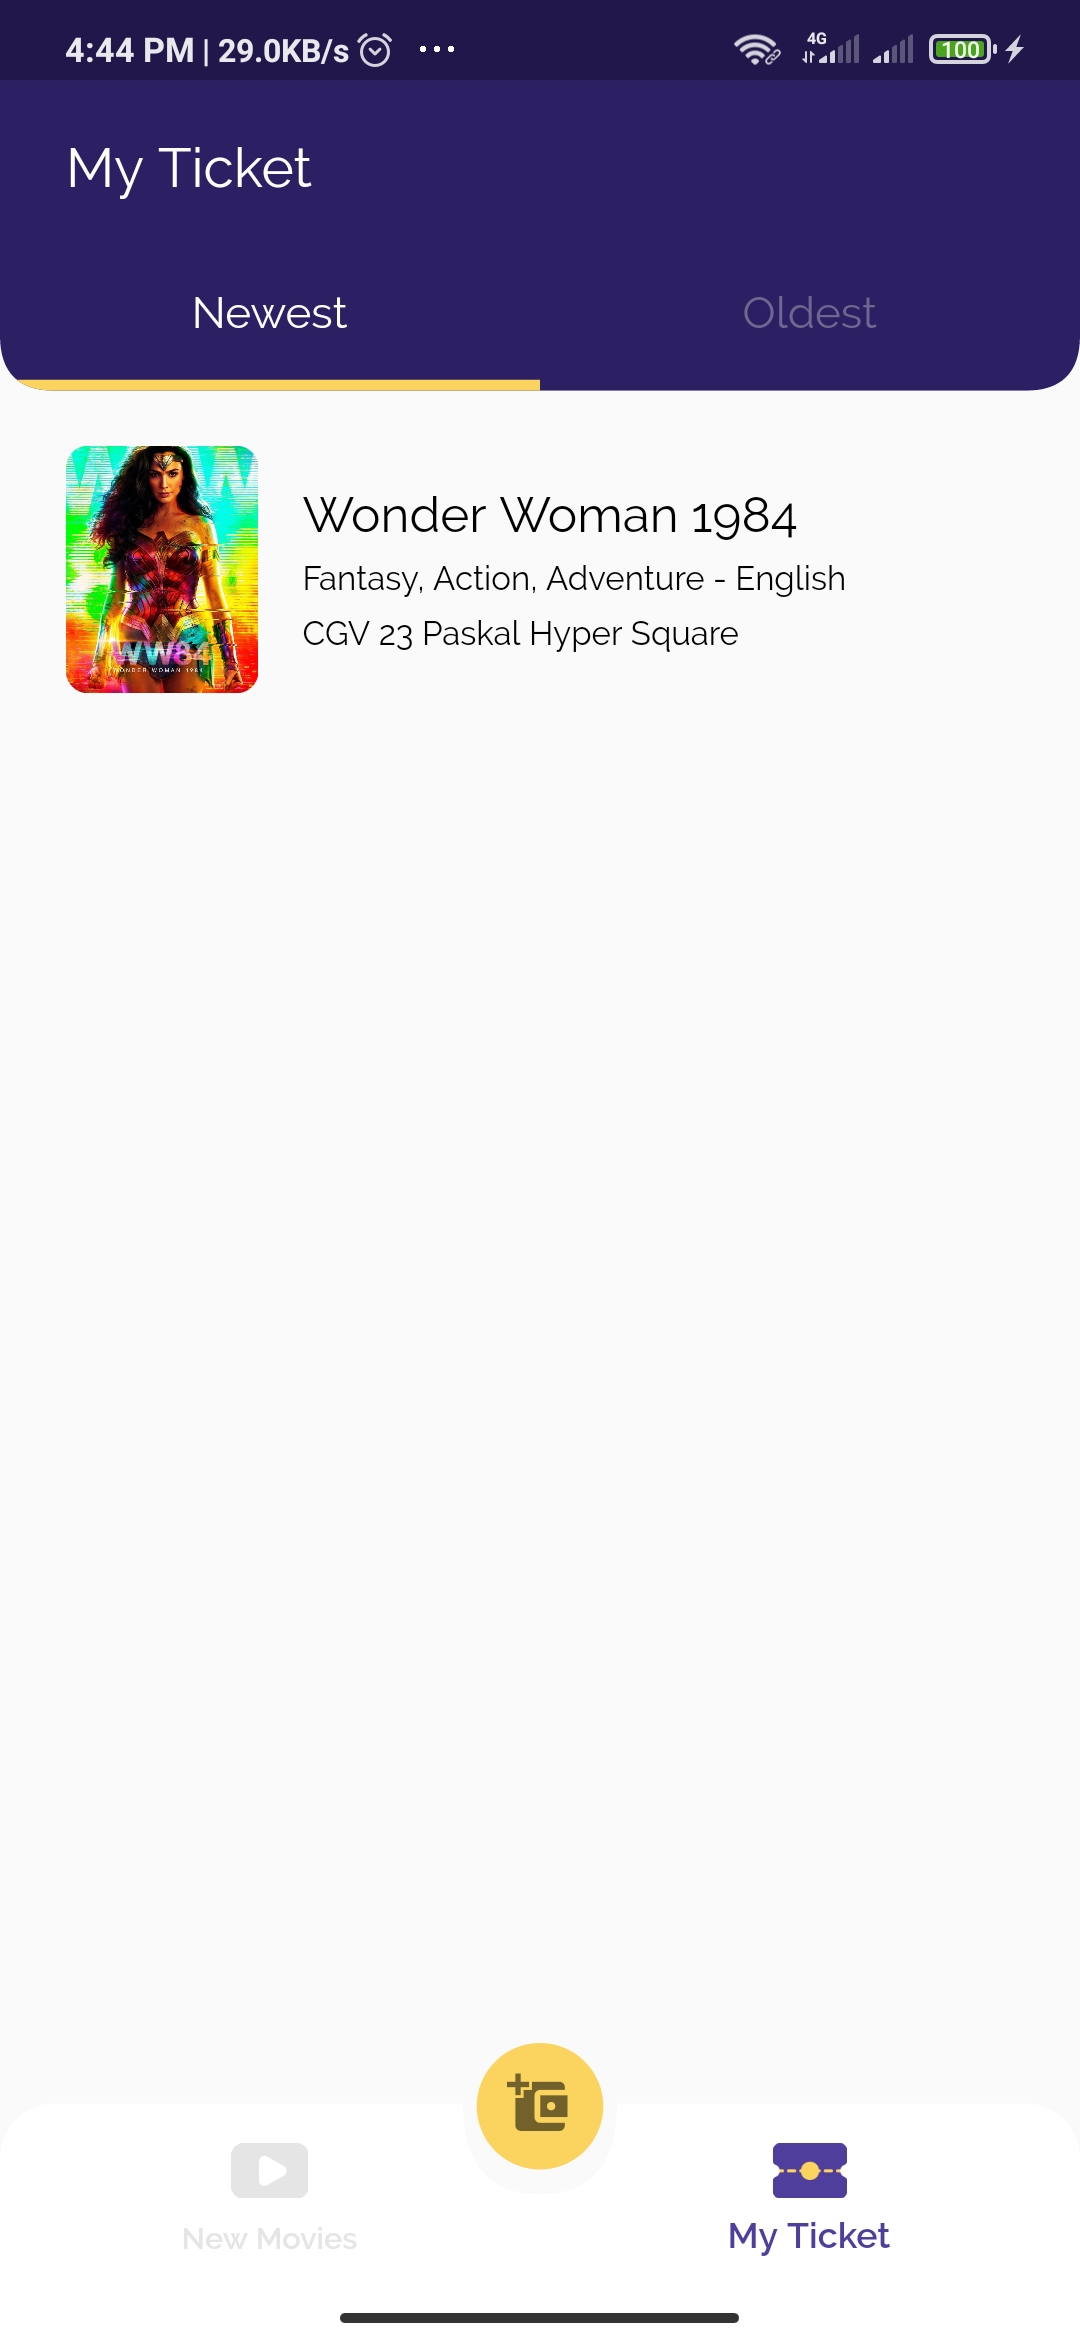 4:44 PM | 29.0KB/s ...
4G
100
My Ticket
Newest
Oldest
WW84
WONDER WOMAN 1984
Wonder Woman 1984
Fantasy, Action, Adventure - English
CGV 23 Paskal Hyper Square
New Movies
My Ticket